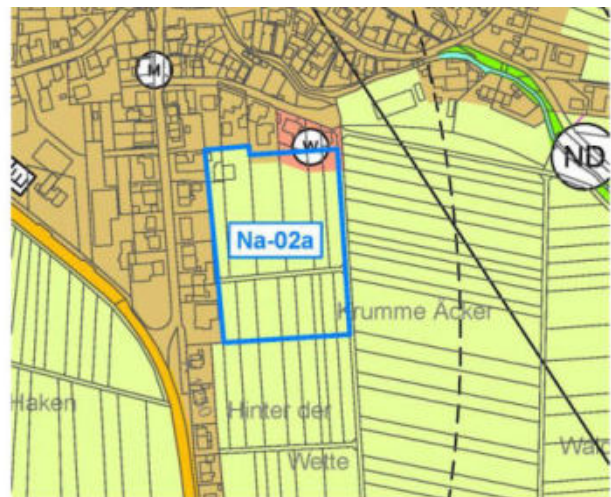 M
W
ND
Na-02a
Krumme Äcker
Haken
Hinter der
Wette